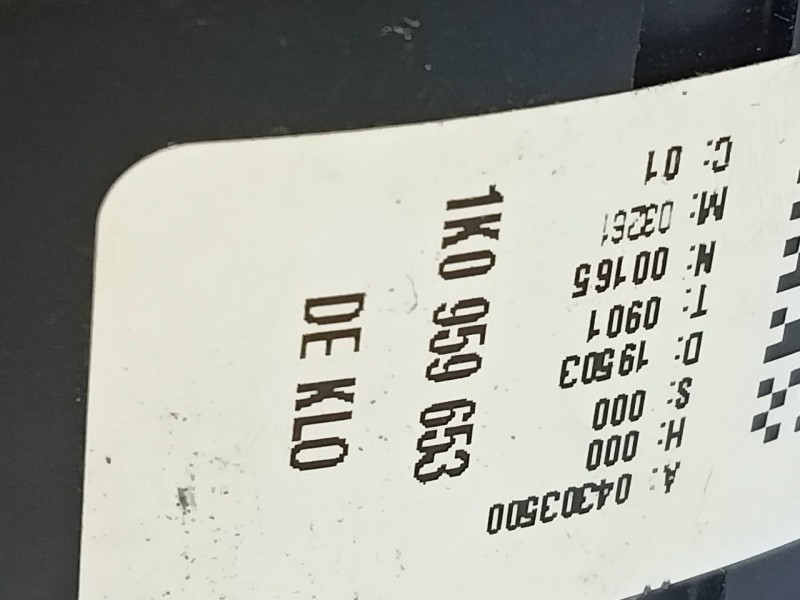 1K0 959 653
DE KLO
A: 04303500
H: 000
S: 000
D: 19503
T: 0901
N: 00165
M: 03261
C: 01